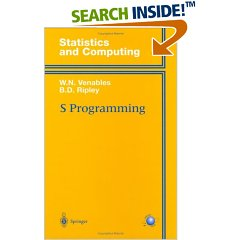 SEARCH INSIDE!™
Statistics
and Computing
W.N. Venables
B.D. Ripley
S Programming
Springer